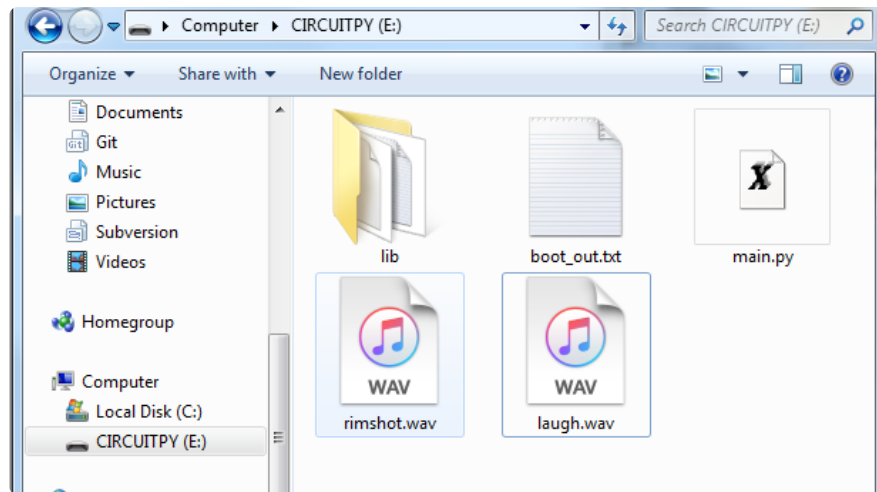 Computer ▸ CIRCUITPY (E:)
Search CIRCUITPY (E:)
Organize
Share with
New folder
Documents
Git
Music
Pictures
Subversion
Videos
Homegroup
Computer
Local Disk (C:)
CIRCUITPY (E:)
lib
boot_out.txt
main.py
WAV
WAV
rimshot.wav
laugh.wav